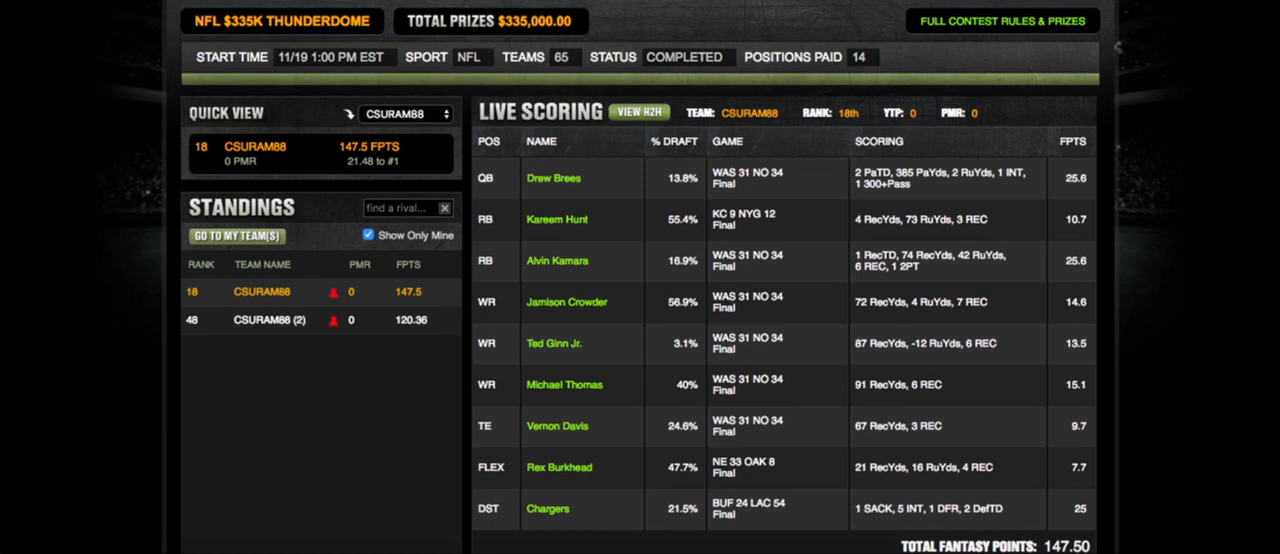 NFL $335K THUNDERDOME TOTAL PRIZES $335,000.00 FULL CONTEST RULES & PRIZES
START TIME 11/19 1:00 PM EST SPORT NFL TEAMS 65 STATUS COMPLETED POSITIONS PAID 14
QUICK VIEW CSURAM88
18 CSURAM88 147.5 FPTS
0 PMR 21.48 to #1
STANDINGS find a rival...
GO TO MY TEAM(S) Show Only Mine
RANK TEAM NAME PMR FPTS
18 CSURAM88 0 147.5
48 CSURAM88 (2) 0 120.36
LIVE SCORING VIEW H2H TEAM: CSURAM88 RANK: 18th YTP: 0 PMR: 0
POS NAME % DRAFT GAME SCORING FPTS
QB Drew Brees 13.8% WAS 31 NO 34 Final 2 PaTD, 385 PaYds, 2 RuYds, 1 INT, 1 300+Pass 25.6
RB Kareem Hunt 55.4% KC 9 NYG 12 Final 4 RecYds, 73 RuYds, 3 REC 10.7
RB Alvin Kamara 16.9% WAS 31 NO 34 Final 1 RecTD, 74 RecYds, 42 RuYds, 6 REC, 1 2PT 25.6
WR Jamison Crowder 56.9% WAS 31 NO 34 Final 72 RecYds, 4 RuYds, 7 REC 14.6
WR Ted Ginn Jr. 3.1% WAS 31 NO 34 Final 87 RecYds, -12 RuYds, 6 REC 13.5
WR Michael Thomas 40% WAS 31 NO 34 Final 91 RecYds, 6 REC 15.1
TE Vernon Davis 24.6% WAS 31 NO 34 Final 67 RecYds, 3 REC 9.7
FLEX Rex Burkhead 47.7% NE 33 OAK 8 Final 21 RecYds, 16 RuYds, 4 REC 7.7
DST Chargers 21.5% BUF 24 LAC 54 Final 1 SACK, 5 INT, 1 DFR, 2 DefTD 25
TOTAL FANTASY POINTS: 147.50